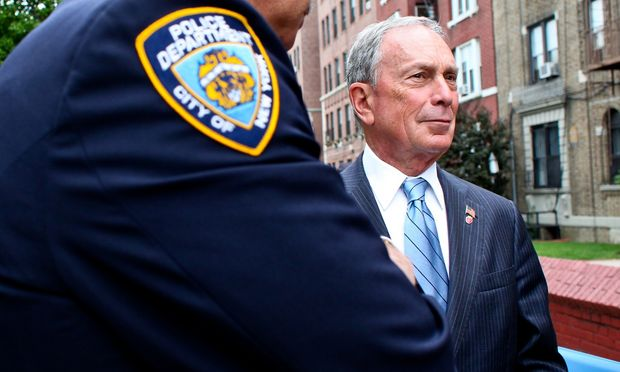 POLICE
DEPARTMENT
CITY OF
NEW YORK